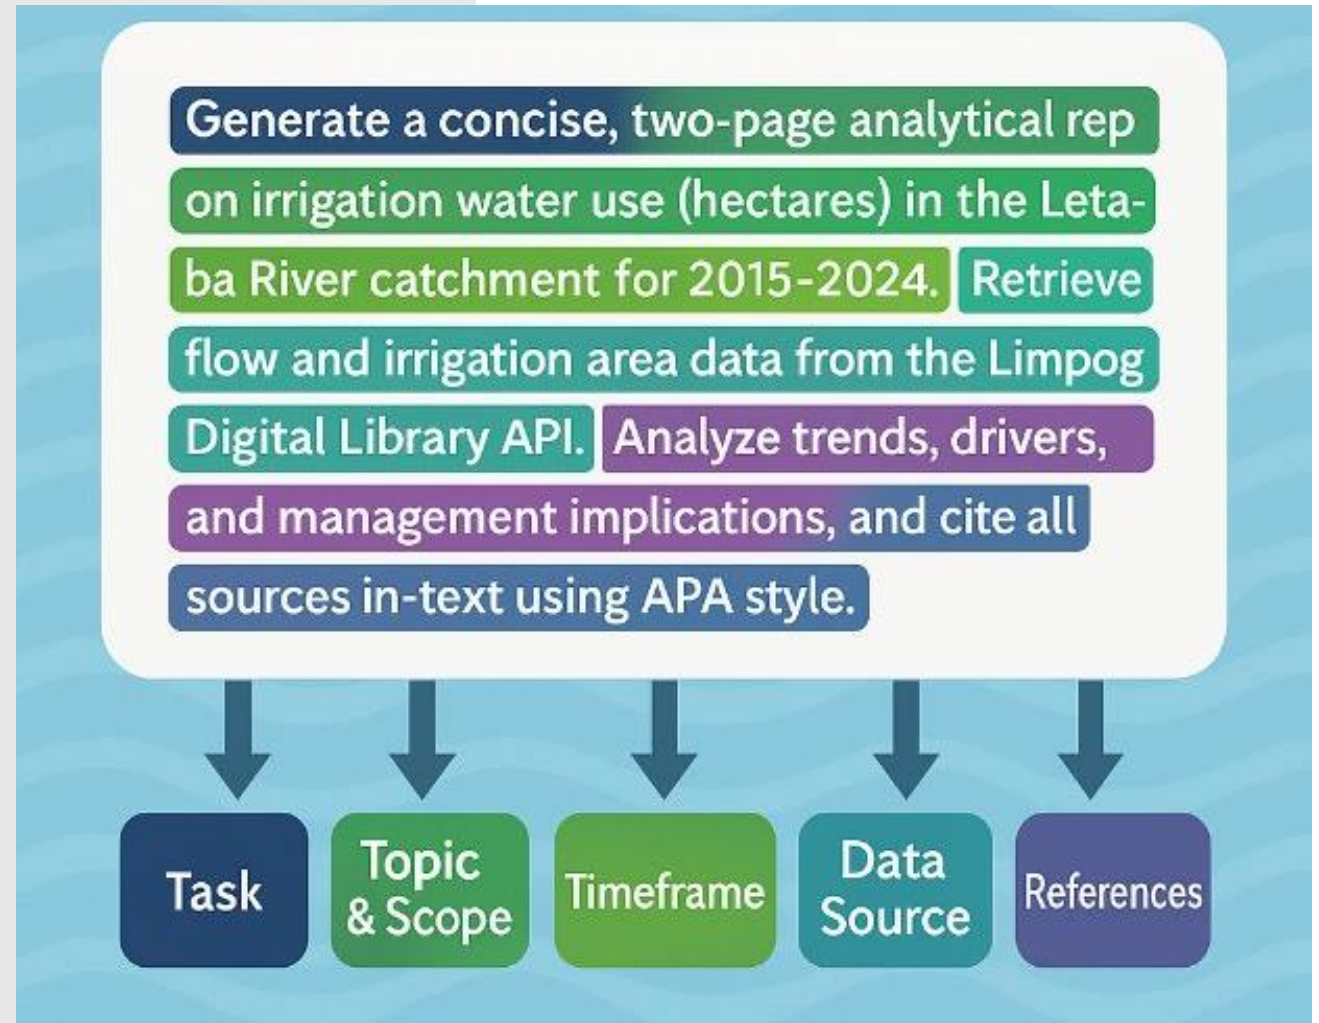 Generate a concise, two-page analytical rep
on irrigation water use (hectares) in the Leta-
ba River catchment for 2015-2024. Retrieve
flow and irrigation area data from the Limpog
Digital Library API. Analyze trends, drivers,
and management implications, and cite all
sources in-text using APA style.
Task
Topic
& Scope
Timeframe
Data
Source
References